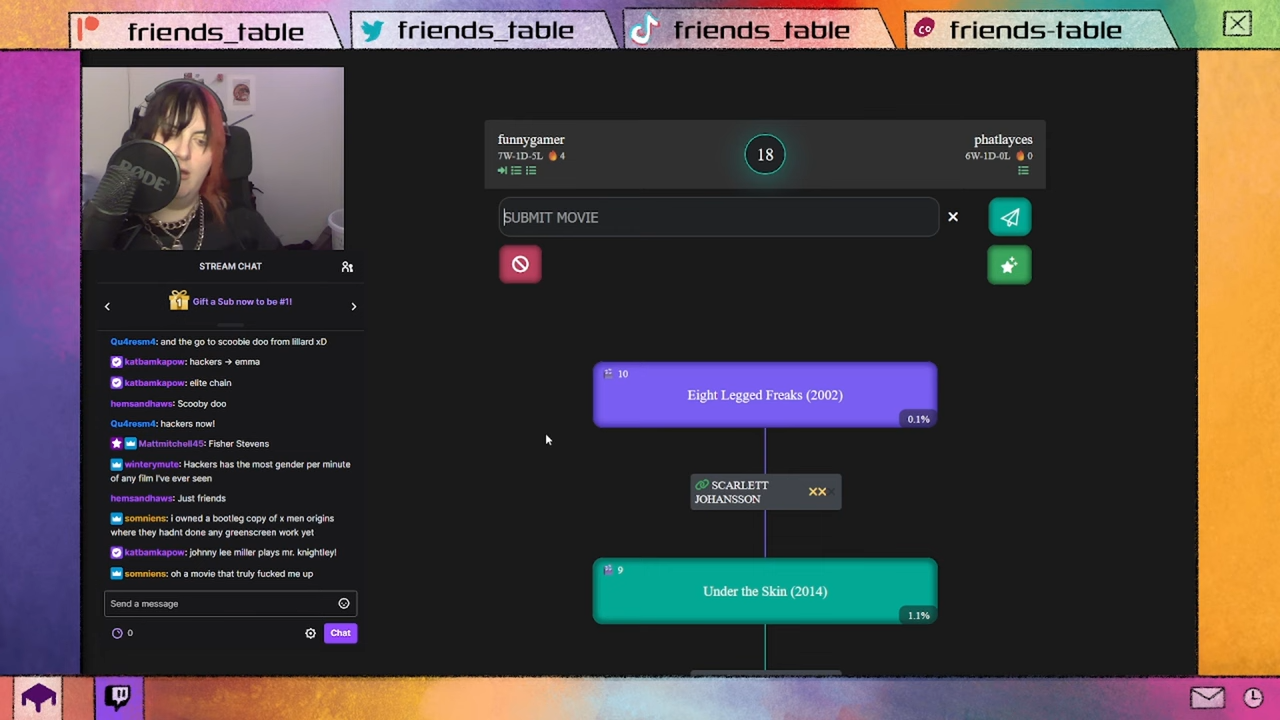 friends_table
friends_table
friends_table
co
friends-table
RØDE
STREAM CHAT
1
Gift a Sub now to be #1!
Qu4resm4: and the go to scoobie doo from lillard xD
katbamkapow: hackers → emma
katbamkapow: elite chain
hemsandhaws: Scooby doo
Qu4resm4: hackers now!
Mattmitchell45: Fisher Stevens
winterymute: Hackers has the most gender per minute
of any film I've ever seen
hemsandhaws: Just friends
somniens: i owned a bootleg copy of x men origins
where they hadnt done any greenscreen work yet
katbamkapow: johnny lee miller plays mr. knightley!
somniens: oh a movie that truly fucked me up
Send a message
0
Chat
funnygamer
7W-1D-5L 4
18
phatlayces
6W-1D-0L 0
SUBMIT MOVIE
10
Eight Legged Freaks (2002)
0.1%
SCARLETT
JOHANSSON
9
Under the Skin (2014)
1.1%